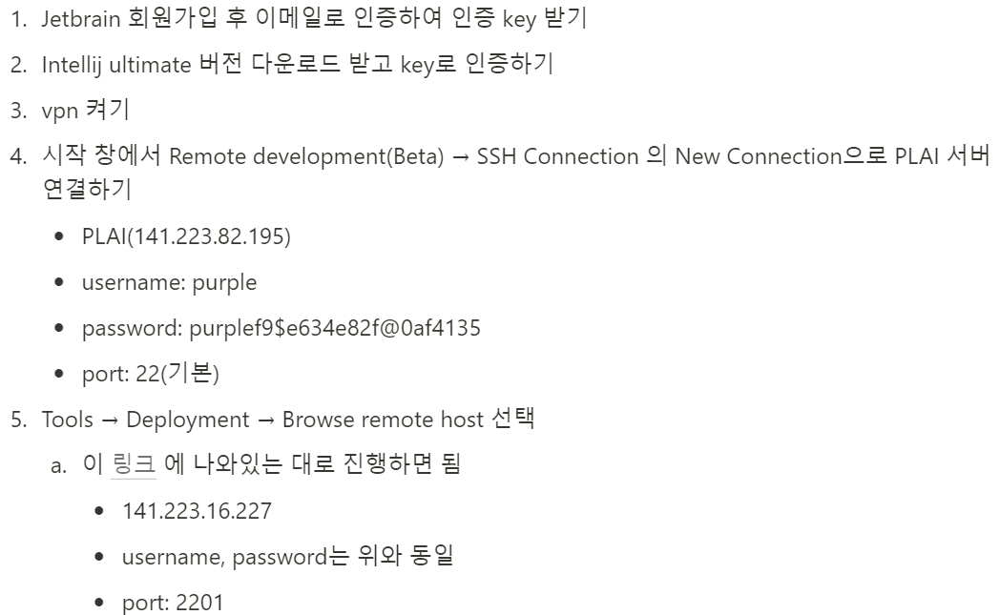 1. Jetbrain 회원가입 후 이메일로 인증하여 인증 key 받기
2. Intellij ultimate 버전 다운로드 받고 key로 인증하기
3. vpn 켜기
4. 시작 창에서 Remote development(Beta) → SSH Connection 의 New Connection으로 PLAI 서버
연결하기
• PLAI(141.223.82.195)
• username: purple
• password: purplef9$e634e82f@0af4135
• port: 22(기본)
5. Tools → Deployment → Browse remote host 선택
a. 이 링크 에 나와있는 대로 진행하면 됨
• 141.223.16.227
• username, password는 위와 동일
• port: 2201